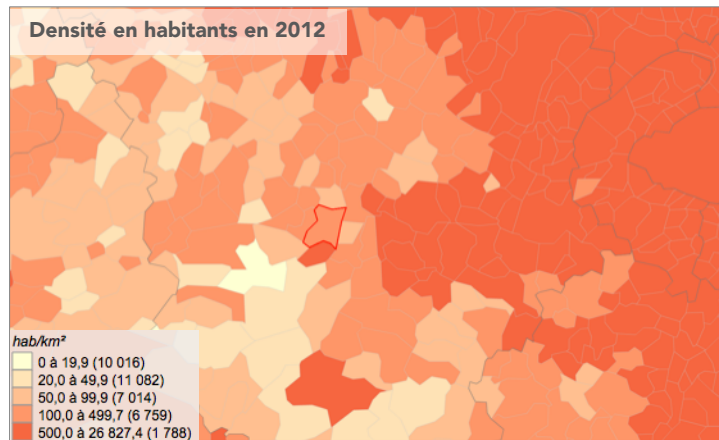 Densité en habitants en 2012
hab/km²
0 à 19,9 (10 016)
20,0 à 49,9 (11 082)
50,0 à 99,9 (7 014)
100,0 à 499,7 (6 759)
500,0 à 26 827,4 (1 788)